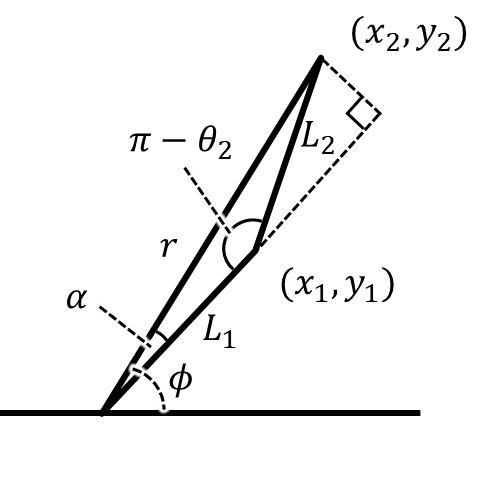 (x₂, y₂)
π − θ₂
L₂
r
(x₁, y₁)
α
L₁
ϕ